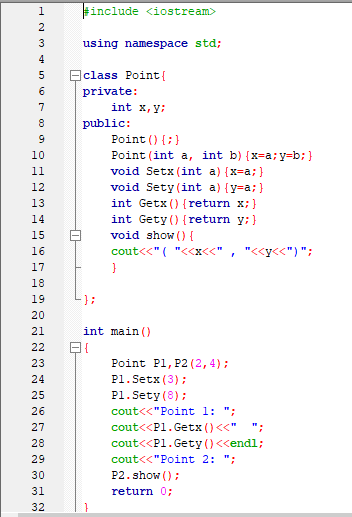 1 #include <iostream>
2
3 using namespace std;
4
5 class Point{
6 private:
7 int x,y;
8 public:
9 Point(){;}
10 Point(int a, int b){x=a;y=b;}
11 void Setx(int a){x=a;}
12 void Sety(int a){y=a;}
13 int Getx(){return x;}
14 int Gety(){return y;}
15 void show(){
16 cout<<"( "<<x<<" , "<<y<<")";
17 }
18
19 };
20
21 int main()
22 {
23 Point P1,P2(2,4);
24 P1.Setx(3);
25 P1.Sety(8);
26 cout<<"Point 1: ";
27 cout<<P1.Getx()<<"  ";
28 cout<<P1.Gety()<<endl;
29 cout<<"Point 2: ";
30 P2.show();
31 return 0;
32 }